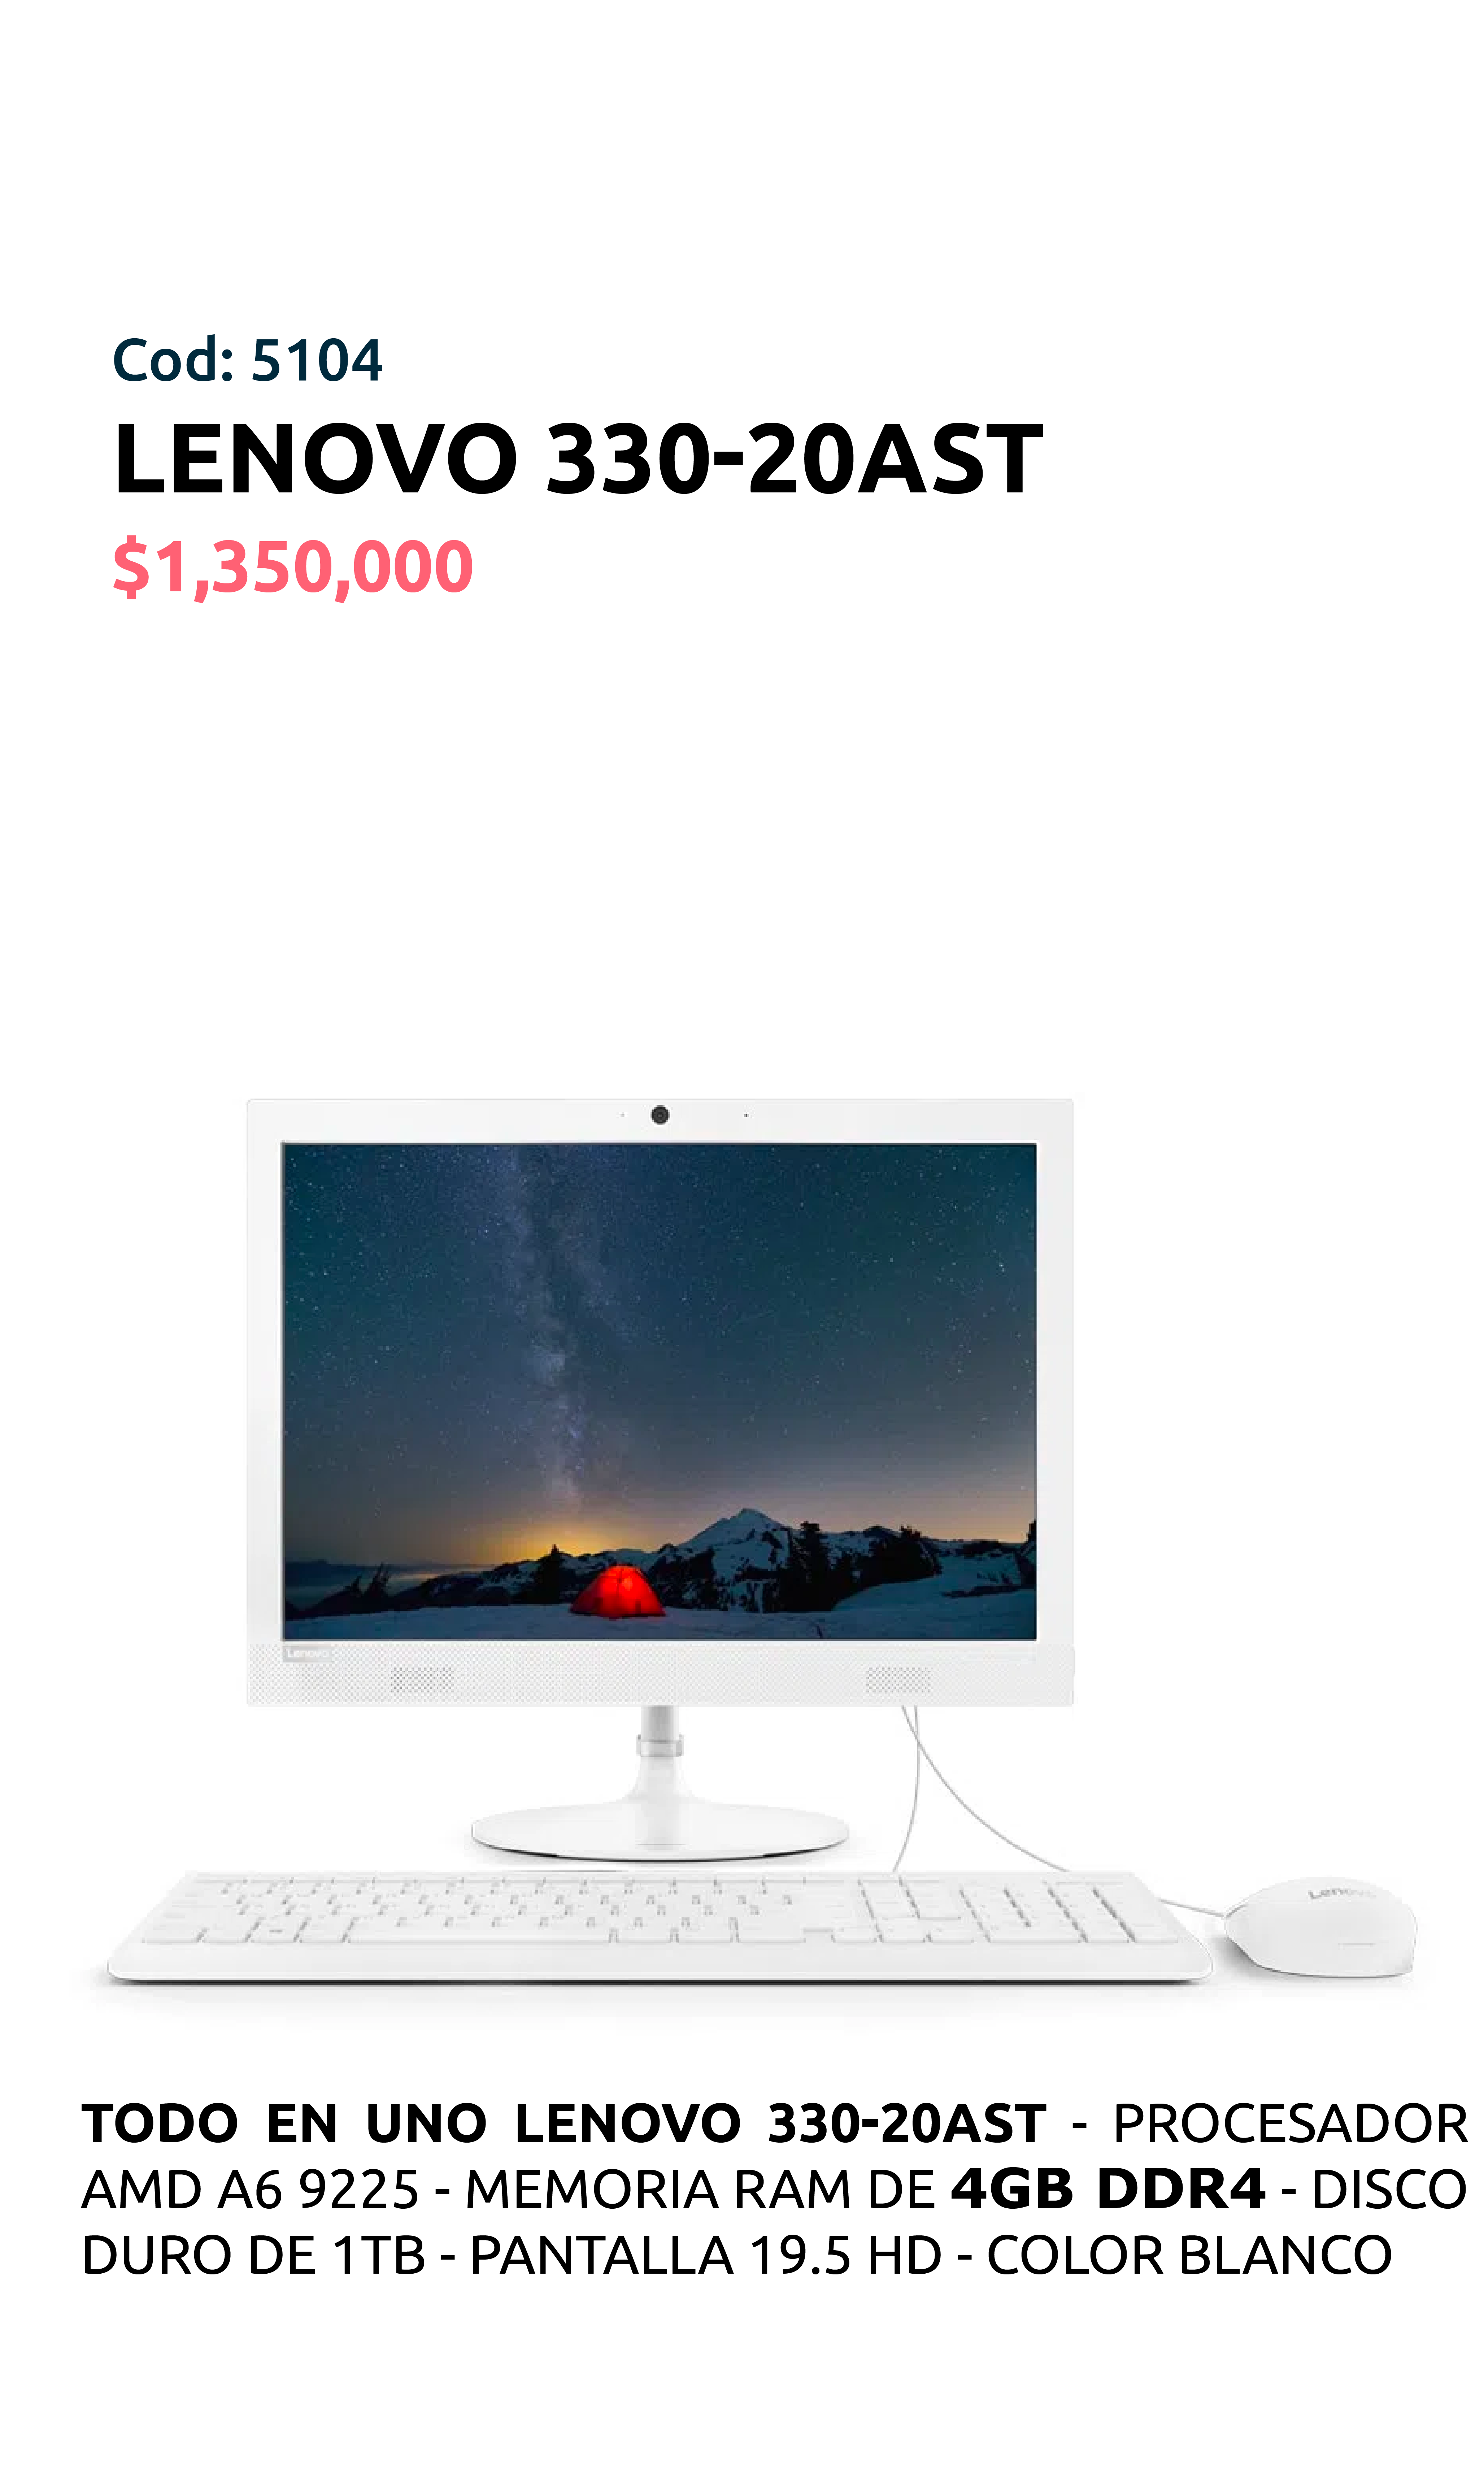 Cod: 5104
LENOVO 330-20AST
$1,350,000
Lenovo
Lenovo
TODO EN UNO LENOVO 330-20AST - PROCESADOR
AMD A6 9225 - MEMORIA RAM DE 4GB DDR4 - DISCO
DURO DE 1TB - PANTALLA 19.5 HD - COLOR BLANCO